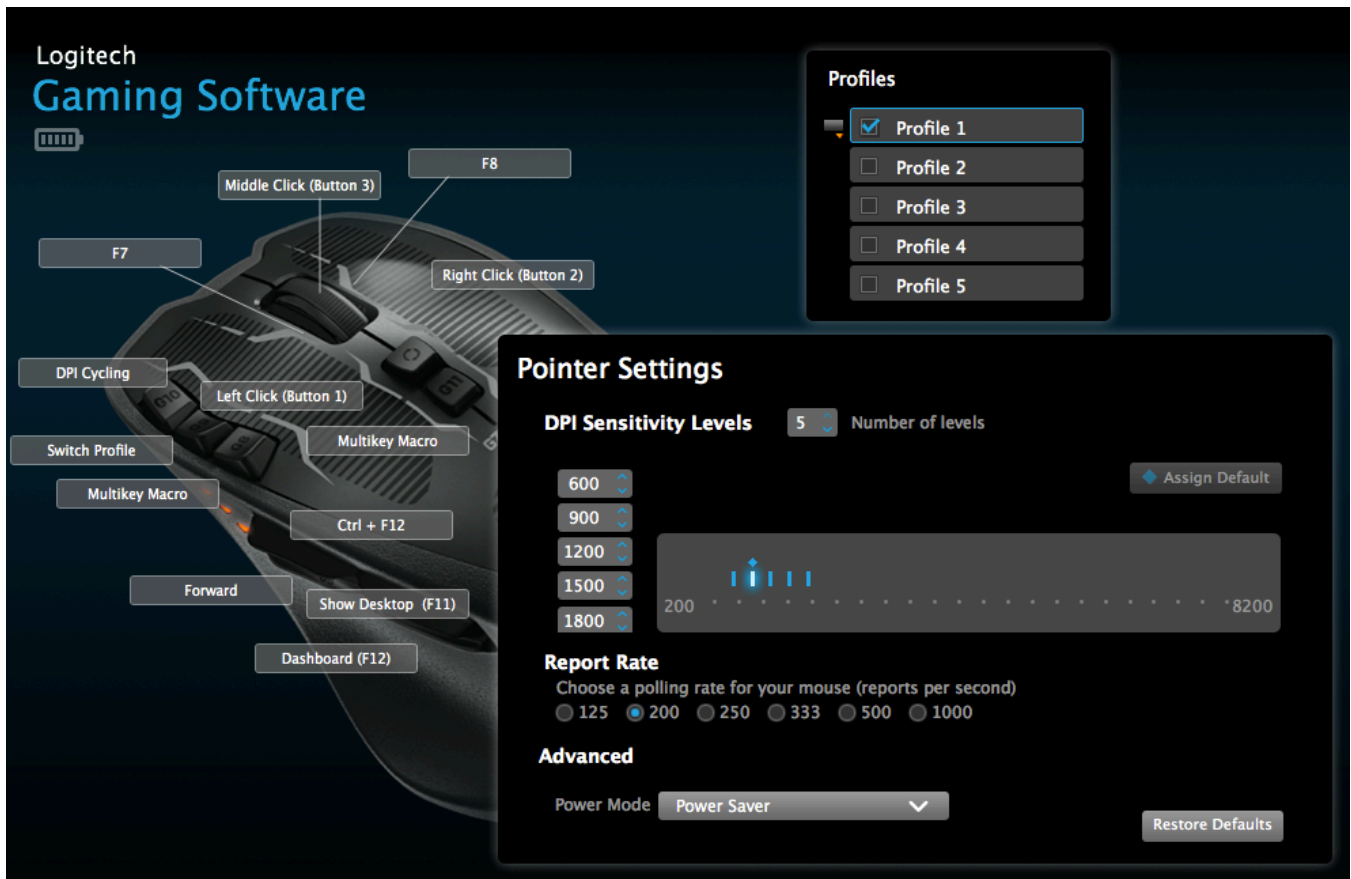 Logitech
Gaming Software
Profiles
Profile 1
Profile 2
Profile 3
Profile 4
Profile 5
F8
Middle Click (Button 3)
F7
Right Click (Button 2)
DPI Cycling
Left Click (Button 1)
Multikey Macro
Switch Profile
Multikey Macro
Ctrl + F12
Forward
Show Desktop (F11)
Dashboard (F12)
G10
G9
G8
G11
Pointer Settings
DPI Sensitivity Levels 5 Number of levels
Assign Default
600
900
1200
1500
1800
200 8200
Report Rate
Choose a polling rate for your mouse (reports per second)
125 200 250 333 500 1000
Advanced
Power Mode Power Saver
Restore Defaults